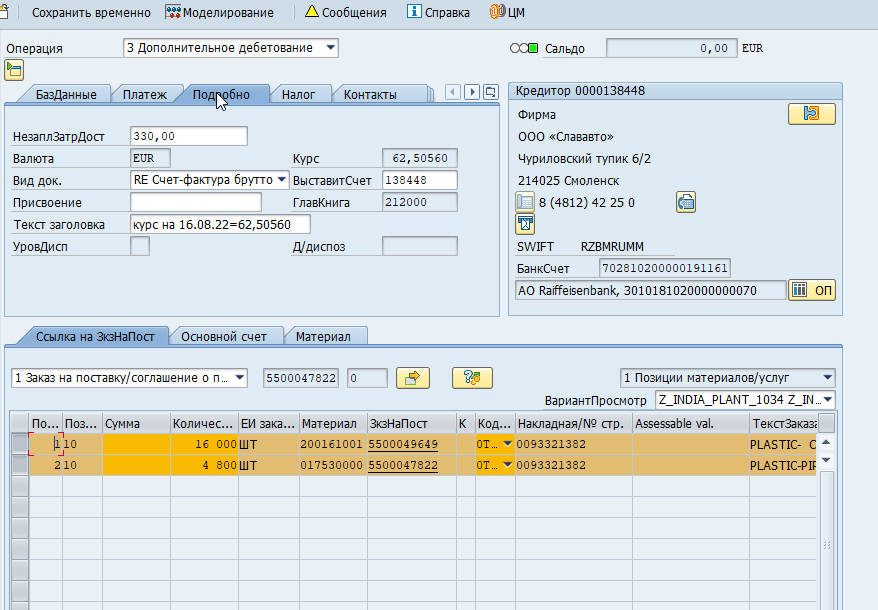 Сохранить временно Моделирование Сообщения Справка ЦМ
Операция 3 Дополнительное дебетование Сальдо 0,00 EUR
БазДанные Платеж Подробно Налог Контакты
НезаплЗатрДост 330,00
Валюта EUR Курс 62,50560
Вид док. RE Счет-фактура брутто ВыставитСчет 138448
Присвоение ГлавКнига 212000
Текст заголовка курс на 16.08.22=62,50560
УровДисп Д/диспоз
Кредитор 0000138448
Фирма
ООО «Слававто»
Чуриловский тупик 6/2
214025 Смоленск
8 (4812) 42 25 0
SWIFT RZBMRUMM
БанкСчет 702810200000191161
АО Raiffeisenbank, 3010181020000000070 ОП
Ссылка на ЗкзНаПост Основной счет Материал
1 Заказ на поставку/соглашение о п... 5500047822 0 1 Позиции материалов/услуг
ВариантПросмотр Z_INDIA_PLANT_1034 Z_IN...
По... Поз... Сумма Количес... ЕИ зака... Материал ЗкзНаПост К Код... Накладная/№ стр. Assessable val. ТекстЗаказа
1 10 16 000 ШТ 200161001 5500049649 0T... 0093321382 PLASTIC- C
2 10 4 800 ШТ 017530000 5500047822 0T... 0093321382 PLASTIC-PIP